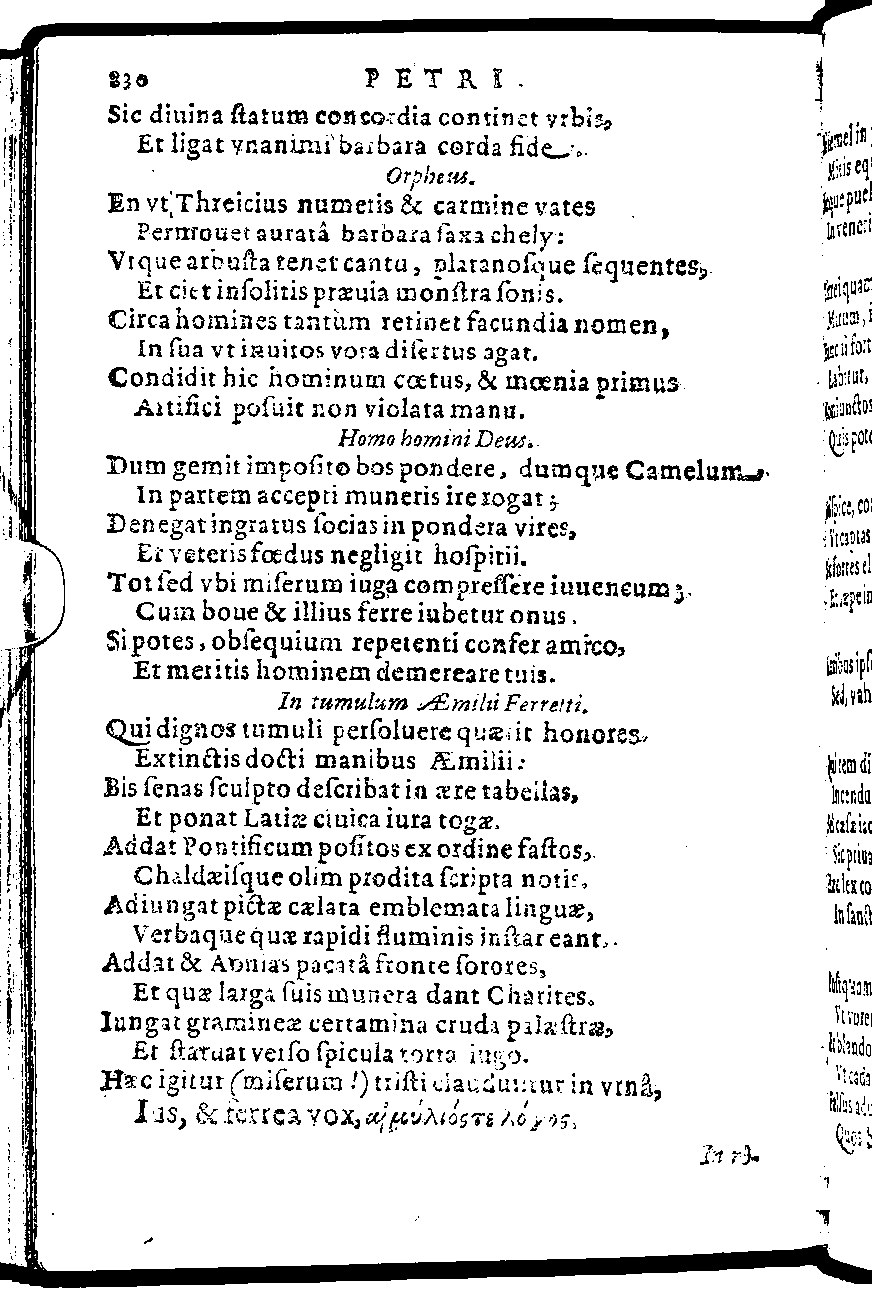 830 PETRI.
Sic diuina ſtatum concordia continet vrbis,
Et ligat vnanimi barbara corda fide.
Orpheus.
En vt Threicius numeris & carmine vates
Permouet auratâ barbara ſaxa chely:
Vtque arbuſta tenet cantu, platanoſque ſequentes,
Et ciet inſolitis præuia monſtra ſonis.
Circa homines tantùm retinet facundia nomen,
In ſua vt inuitos vota diſertus agat.
Condidit hic hominum cœtus, & mœnia primus
Artifici poſuit non violata manu.
Homo homini Deus.
Dum gemit impoſito bos pondere, dumque Camelum
In partem accepti muneris ire rogat;
Denegat ingratus ſocias in pondera vires,
Et veteris fœdus negligit hoſpitii.
Tot ſed vbi miſerum iuga compreſſere iuuencum;
Cum boue & illius ferre iubetur onus.
Si potes, obſequium repetenti confer amico,
Et meritis hominem demereare tuis.
In tumulum Æmilii Ferretti.
Qui dignos tumuli perſoluere quærit honores,
Extinctis docti manibus Æmilii:
Bis ſenas ſculpto deſcribat in ære tabellas,
Et ponat Latiæ ciuica iura togæ.
Addat Pontificum poſitos ex ordine faſtos,
Chaldæiſque olim prodita ſcripta notis.
Adiungat pictæ cælata emblemata linguæ,
Verbaque quæ rapidi fluminis inſtar eant.
Addat & Aonias pacatâ fronte ſorores,
Et quæ larga ſuis munera dant Charites.
Iungat gramineæ certamina cruda palæſtræ,
Et ſtatuat verſo ſpicula torta iugo.
Hæc igitur (miſerum!) triſti clauduntur in vrnâ,
Ius, & ferrea vox, αἱμύλιός τε λόγος.